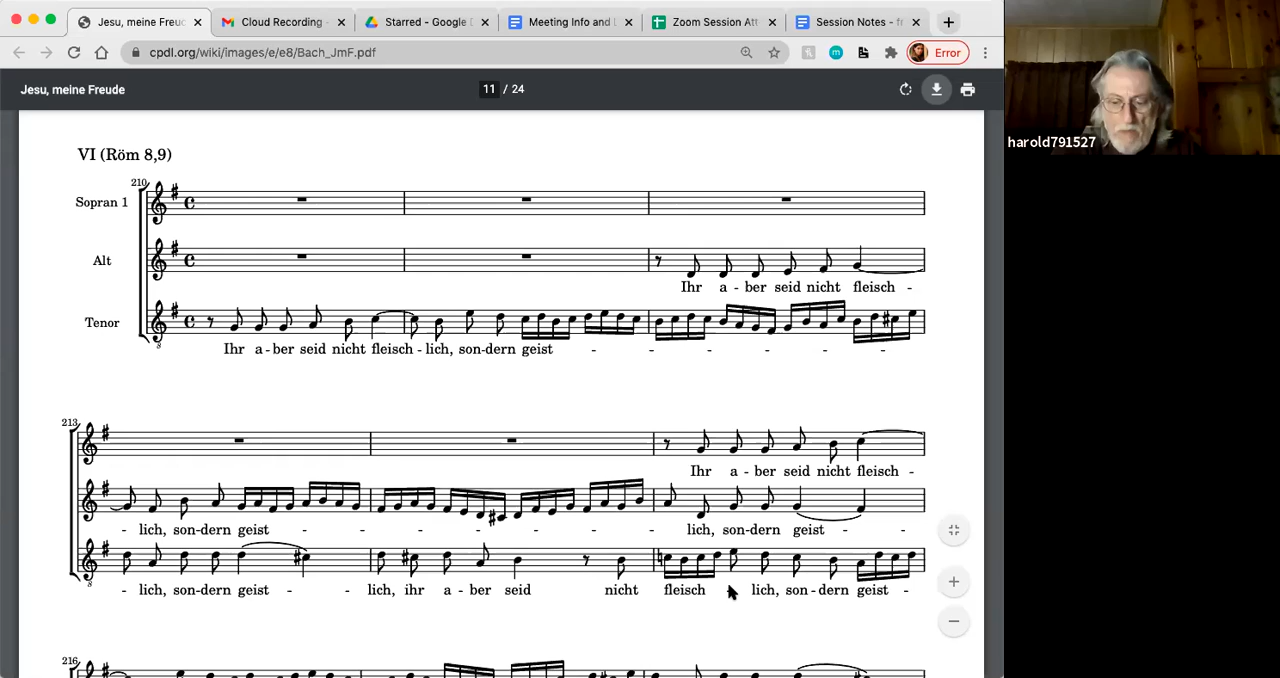 Jesu, meine Freud
Cloud Recording -
Starred - Google D
Meeting Info and L
Zoom Session Att
Session Notes - fr
cpdl.org/wiki/images/e/e8/Bach_JmF.pdf
Error
Jesu, meine Freude
11 / 24
harold791527
VI (Röm 8,9)
210
Sopran 1
Alt
Ihr a - ber seid nicht fleisch -
Tenor
8
Ihr a - ber seid nicht fleisch - lich, son-dern geist - - - - - -
213
Ihr a - ber seid nicht fleisch -
- lich, son-dern geist - - - - - - lich, son-dern geist - -
8
- lich, son-dern geist - - lich, ihr a - ber seid nicht fleisch lich, son - dern geist -
216